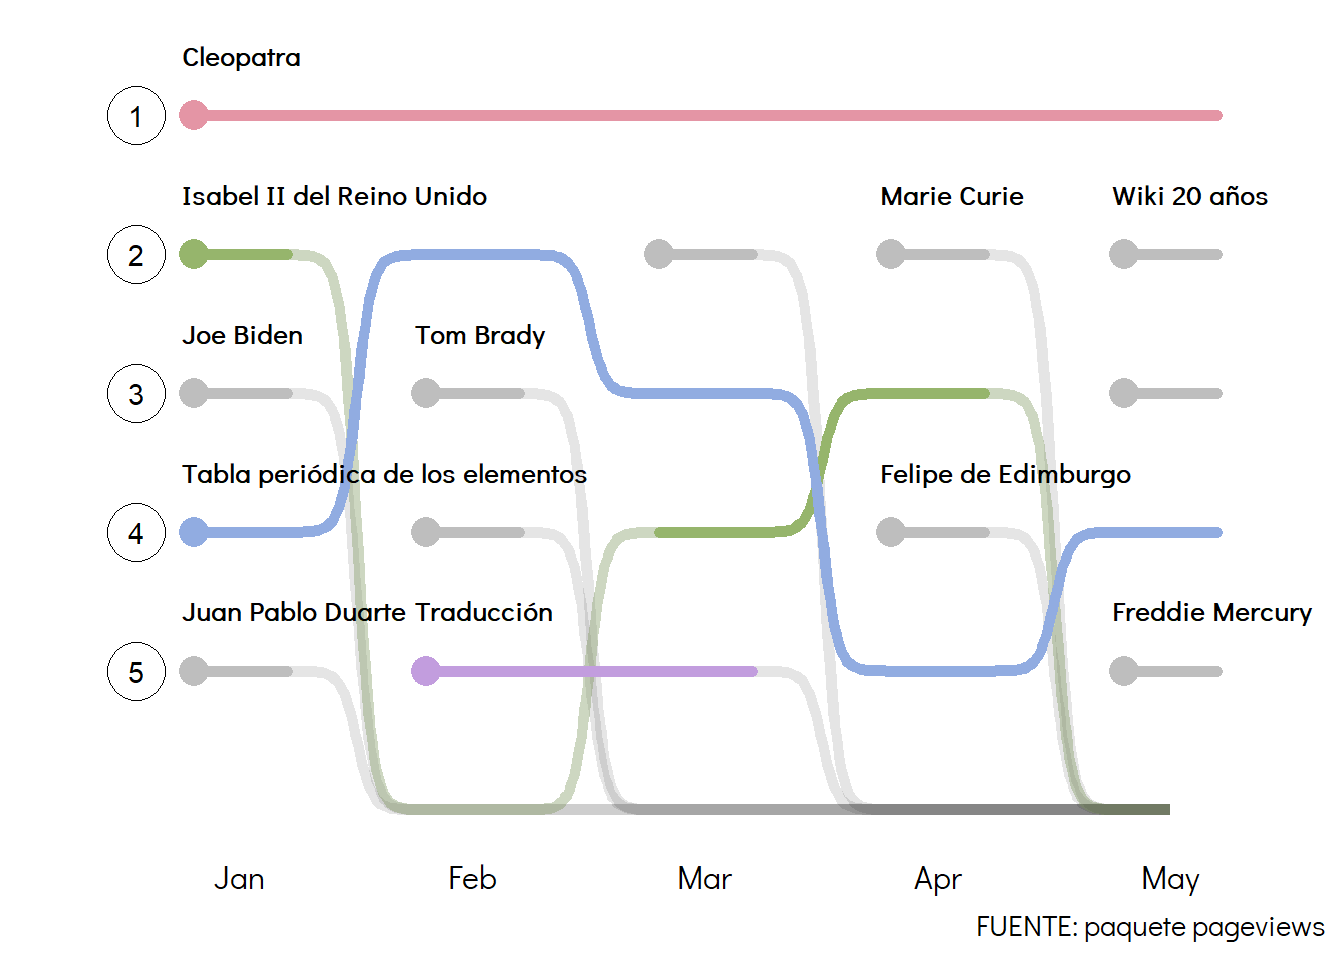 Cleopatra
1
Isabel II del Reino Unido
Marie Curie
Wiki 20 años
2
Joe Biden
Tom Brady
3
Tabla periódica de los elementos
Felipe de Edimburgo
4
Juan Pablo Duarte
Traducción
Freddie Mercury
5
Jan
Feb
Mar
Apr
May
FUENTE: paquete pageviews